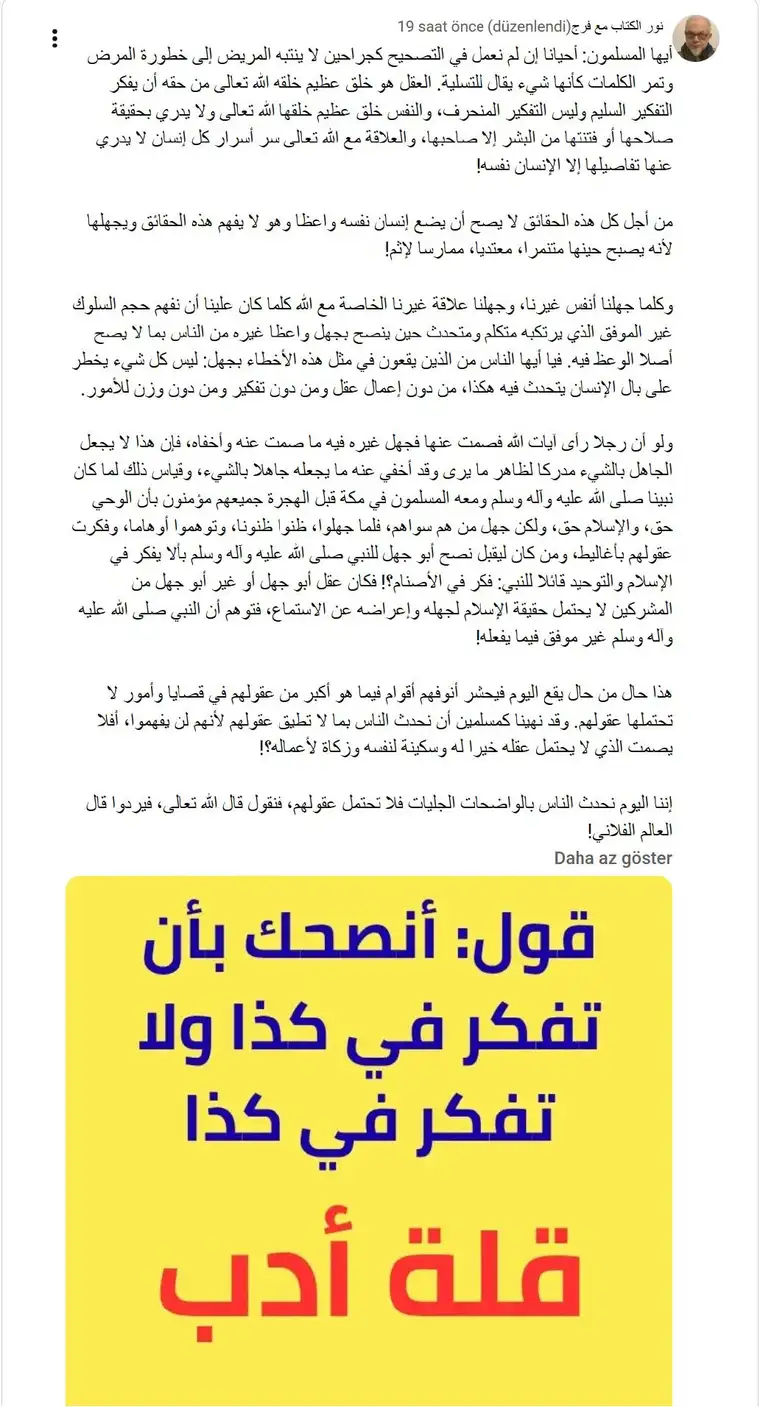 نور الكتاب مع فرج(düzenlendi) 19 saat önce
أيها المسلمون: أحيانا إن لم نعمل في التصحيح كجراحين لا ينتبه المريض إلى خطورة المرض
وتمر الكلمات كأنها شيء يقال للتسلية. العقل هو خلق عظيم خلقه الله تعالى من حقه أن يفكر
التفكير السليم وليس التفكير المنحرف، والنفس خلق عظيم خلقها الله تعالى ولا يدري بحقيقة
صلاحها أو فتنتها من البشر إلا صاحبها، والعلاقة مع الله تعالى سر أسرار كل إنسان لا يدري
عنها تفاصيلها إلا الإنسان نفسه!
من أجل كل هذه الحقائق لا يصح أن يضع إنسان نفسه واعظا وهو لا يفهم هذه الحقائق ويجهلها
لأنه يصبح حينها متنمرا، معتديا، ممارسا لإثم!
وكلما جهلنا أنفس غيرنا، وجهلنا علاقة غيرنا الخاصة مع الله كلما كان علينا أن نفهم حجم السلوك
غير الموفق الذي يرتكبه متكلم ومتحدث حين ينصح بجهل واعظا غيره من الناس بما لا يصح
أصلا الوعظ فيه. فيا أيها الناس من الذين يقعون في مثل هذه الأخطاء بجهل: ليس كل شيء يخطر
على بال الإنسان يتحدث فيه هكذا، من دون إعمال عقل ومن دون تفكير ومن دون وزن للأمور.
ولو أن رجلا رأى آيات الله فصمت عنها فجهل غيره فيه ما صمت عنه وأخفاه، فإن هذا لا يجعل
الجاهل بالشيء مدركا لظاهر ما يرى وقد أخفي عنه ما يجعله جاهلا بالشيء، وقياس ذلك لما كان
نبينا صلى الله عليه وآله وسلم ومعه المسلمون في مكة قبل الهجرة جميعهم مؤمنون بأن الوحي
حق، والإسلام حق، ولكن جهل من هم سواهم، فلما جهلوا، ظنوا ظنونا، وتوهموا أوهاما، وفكرت
عقولهم بأغاليط، ومن كان ليقبل نصح أبو جهل للنبي صلى الله عليه وآله وسلم بألا يفكر في
الإسلام والتوحيد قائلا للنبي: فكر في الأصنام؟! فكان عقل أبو جهل أو غير أبو جهل من
المشركين لا يحتمل حقيقة الإسلام لجهله وإعراضه عن الاستماع، فتوهم أن النبي صلى الله عليه
وآله وسلم غير موفق فيما يفعله!
هذا حال من حال يقع اليوم فيحشر أنوفهم أقوام فيما هو أكبر من عقولهم في قصايا وأمور لا
تحتملها عقولهم. وقد نهينا كمسلمين أن نحدث الناس بما لا تطيق عقولهم لأنهم لن يفهموا، أفلا
يصمت الذي لا يحتمل عقله خيرا له وسكينة لنفسه وزكاة لأعماله؟!
إننا اليوم نحدث الناس بالواضحات الجليات فلا تحتمل عقولهم، فنقول قال الله تعالى، فيردوا قال
العالم الفلاني!
Daha az göster
قول: أنصحك بأن
تفكر في كذا ولا
تفكر في كذا
قلة أدب